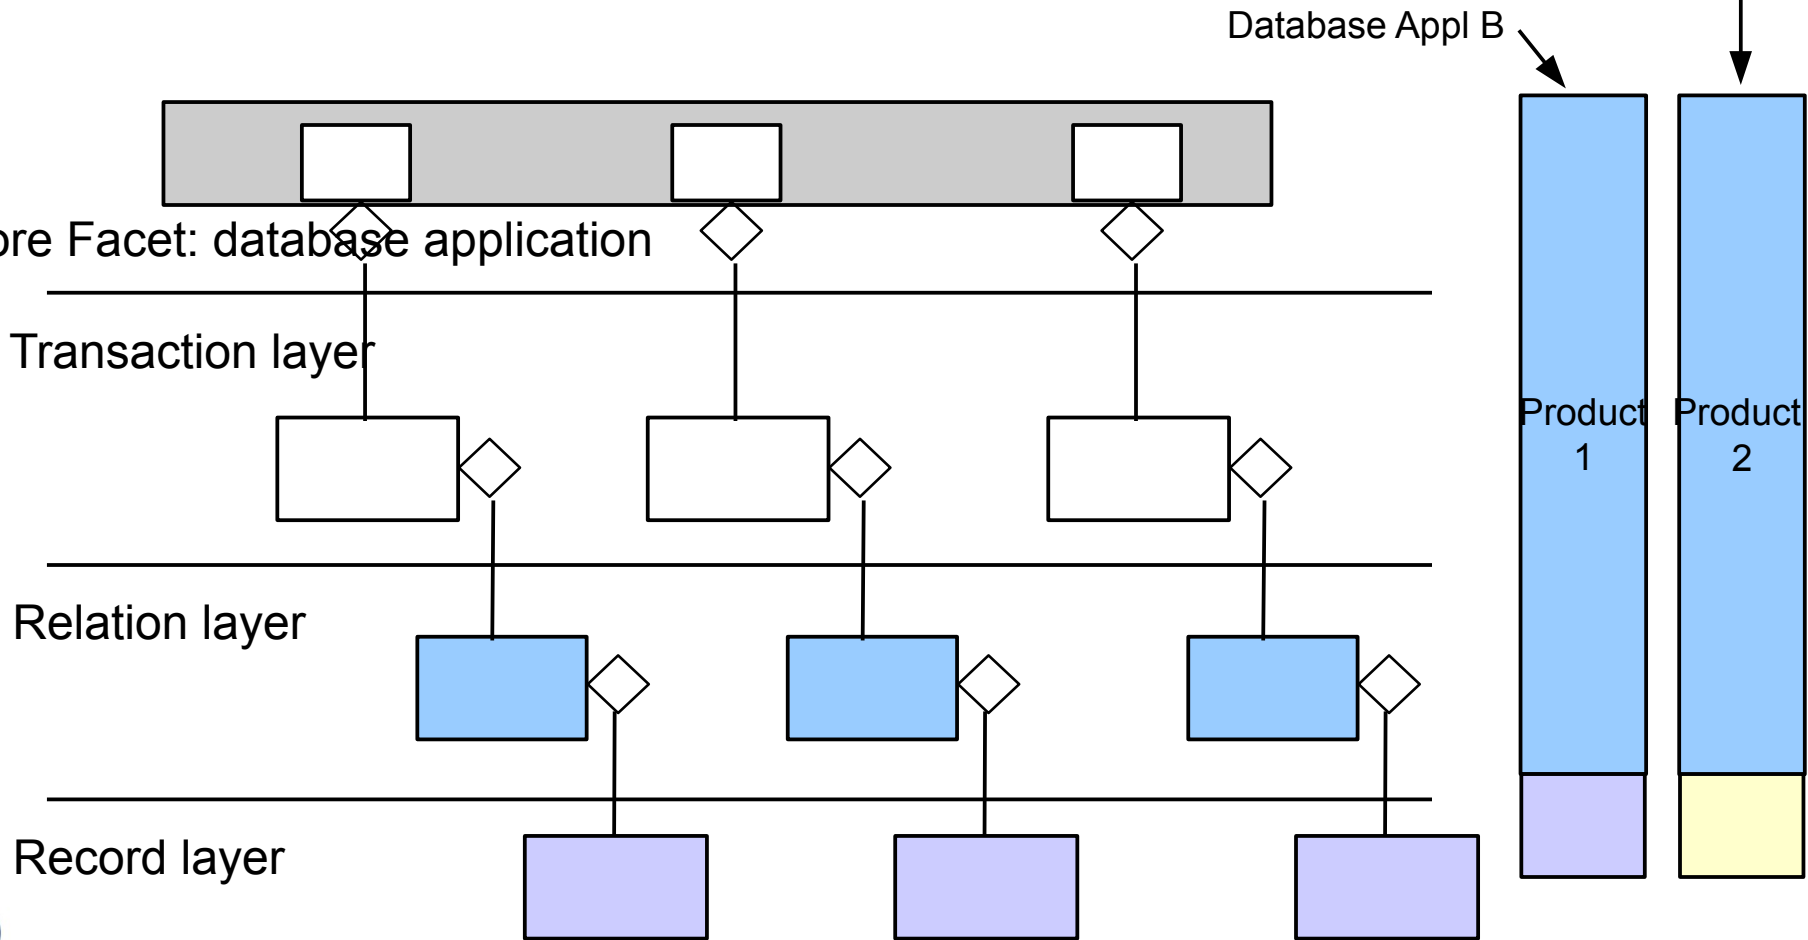 Database Appl B
ore Facet: database application
Transaction layer
Product
1
Product
2
Relation layer
Record layer